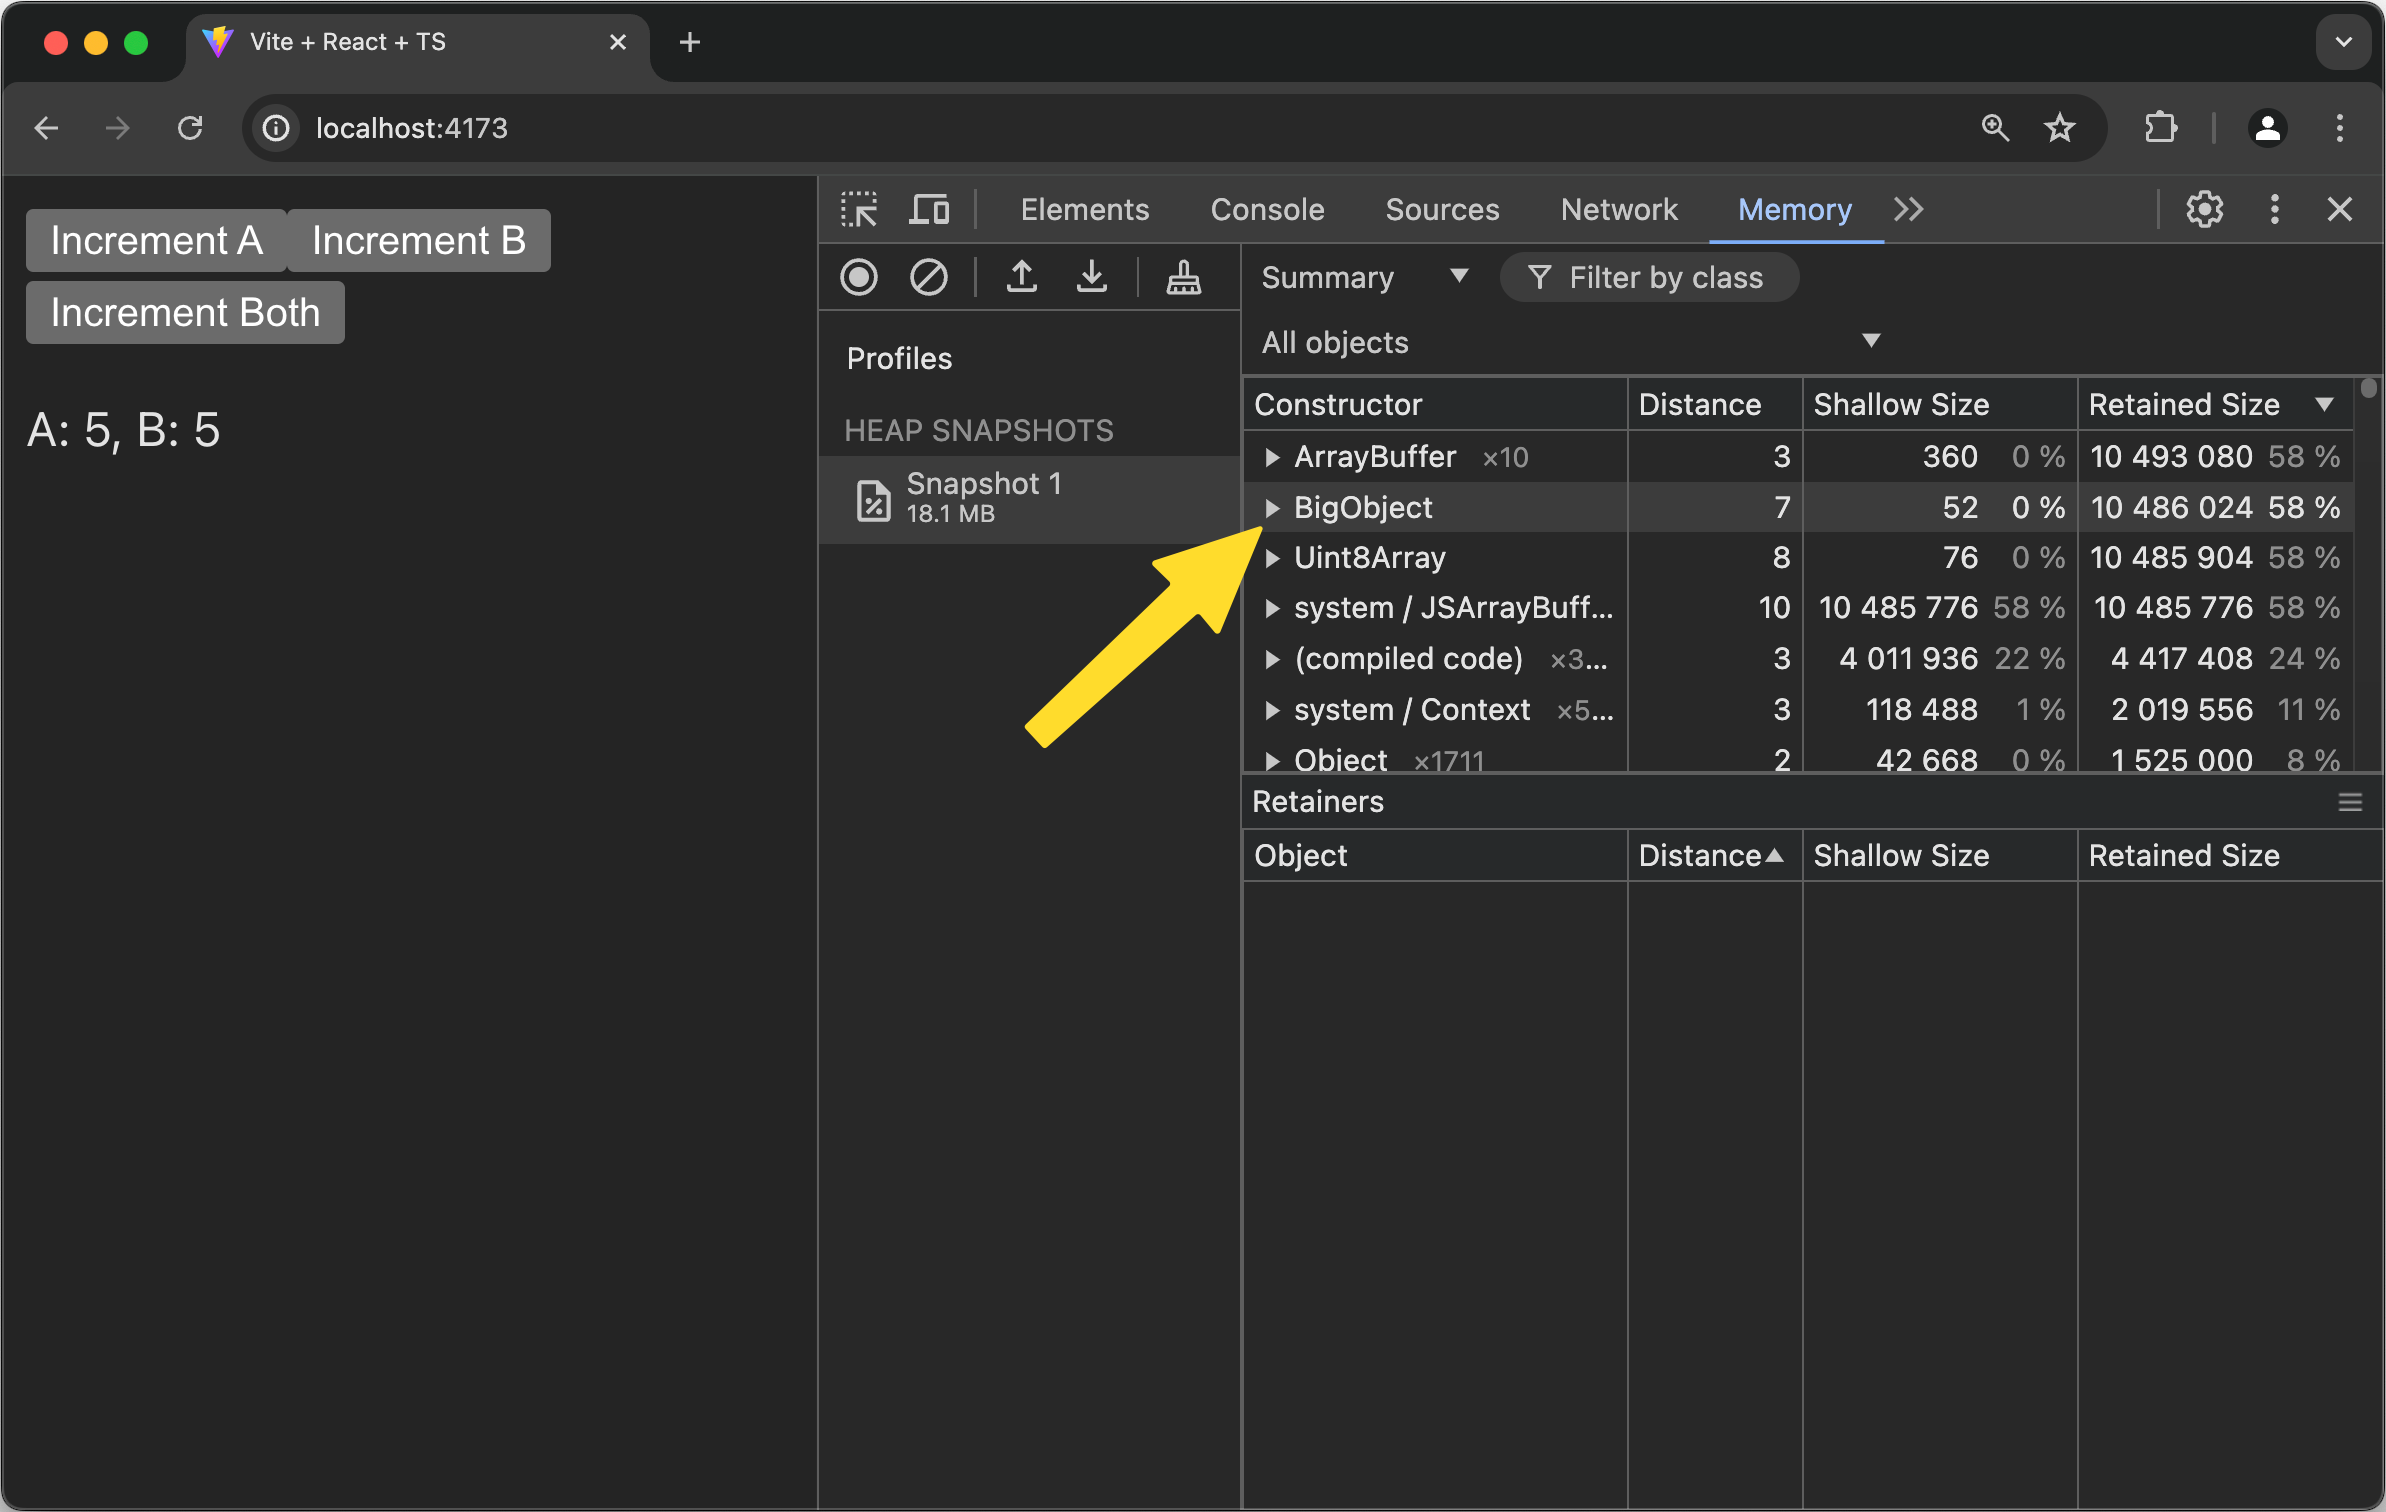 Vite + React + TS
localhost:4173
Elements Console Sources Network Memory
Increment A Increment B
Increment Both
A: 5, B: 5
Summary Filter by class
All objects
Profiles
HEAP SNAPSHOTS
Snapshot 1
18.1 MB
Constructor Distance Shallow Size Retained Size
ArrayBuffer ×10 3 360 0 % 10 493 080 58 %
BigObject 7 52 0 % 10 486 024 58 %
Uint8Array 8 76 0 % 10 485 904 58 %
system / JSArrayBuff… 10 10 485 776 58 % 10 485 776 58 %
(compiled code) ×3… 3 4 011 936 22 % 4 417 408 24 %
system / Context ×5… 3 118 488 1 % 2 019 556 11 %
Object ×1711 2 42 668 0 % 1 525 000 8 %
Retainers
Object Distance Shallow Size Retained Size